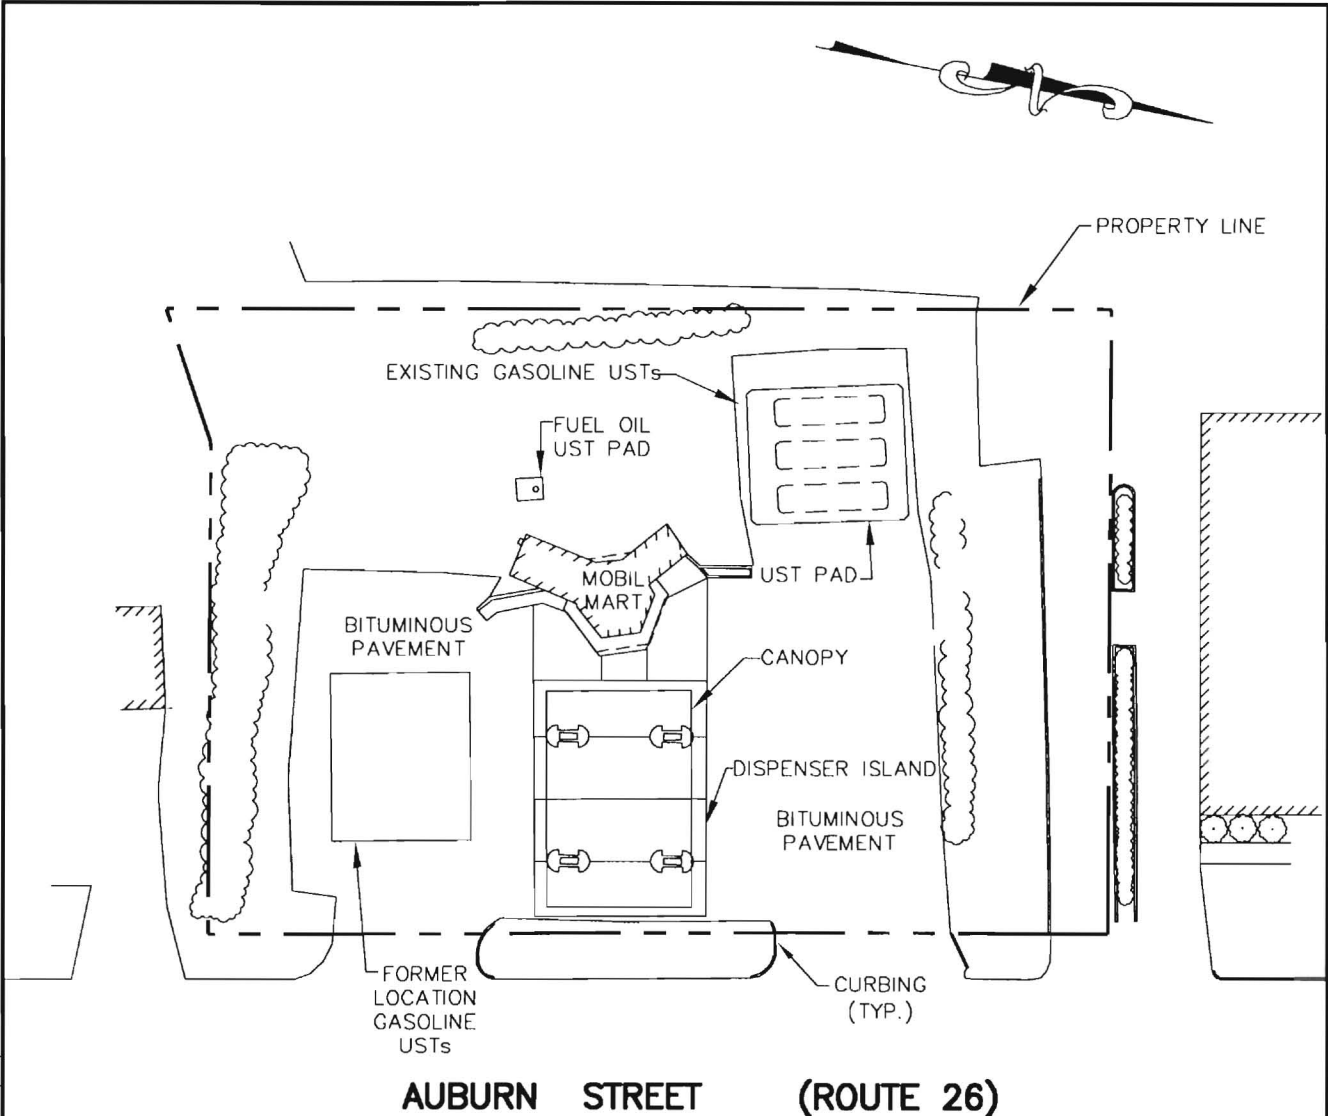 PROPERTY LINE
EXISTING GASOLINE USTs
FUEL OIL
UST PAD
UST PAD
MOBIL
MART
BITUMINOUS
PAVEMENT
CANOPY
DISPENSER ISLAND
BITUMINOUS
PAVEMENT
FORMER
LOCATION
GASOLINE
USTs
CURBING
(TYP.)
AUBURN STREET (ROUTE 26)